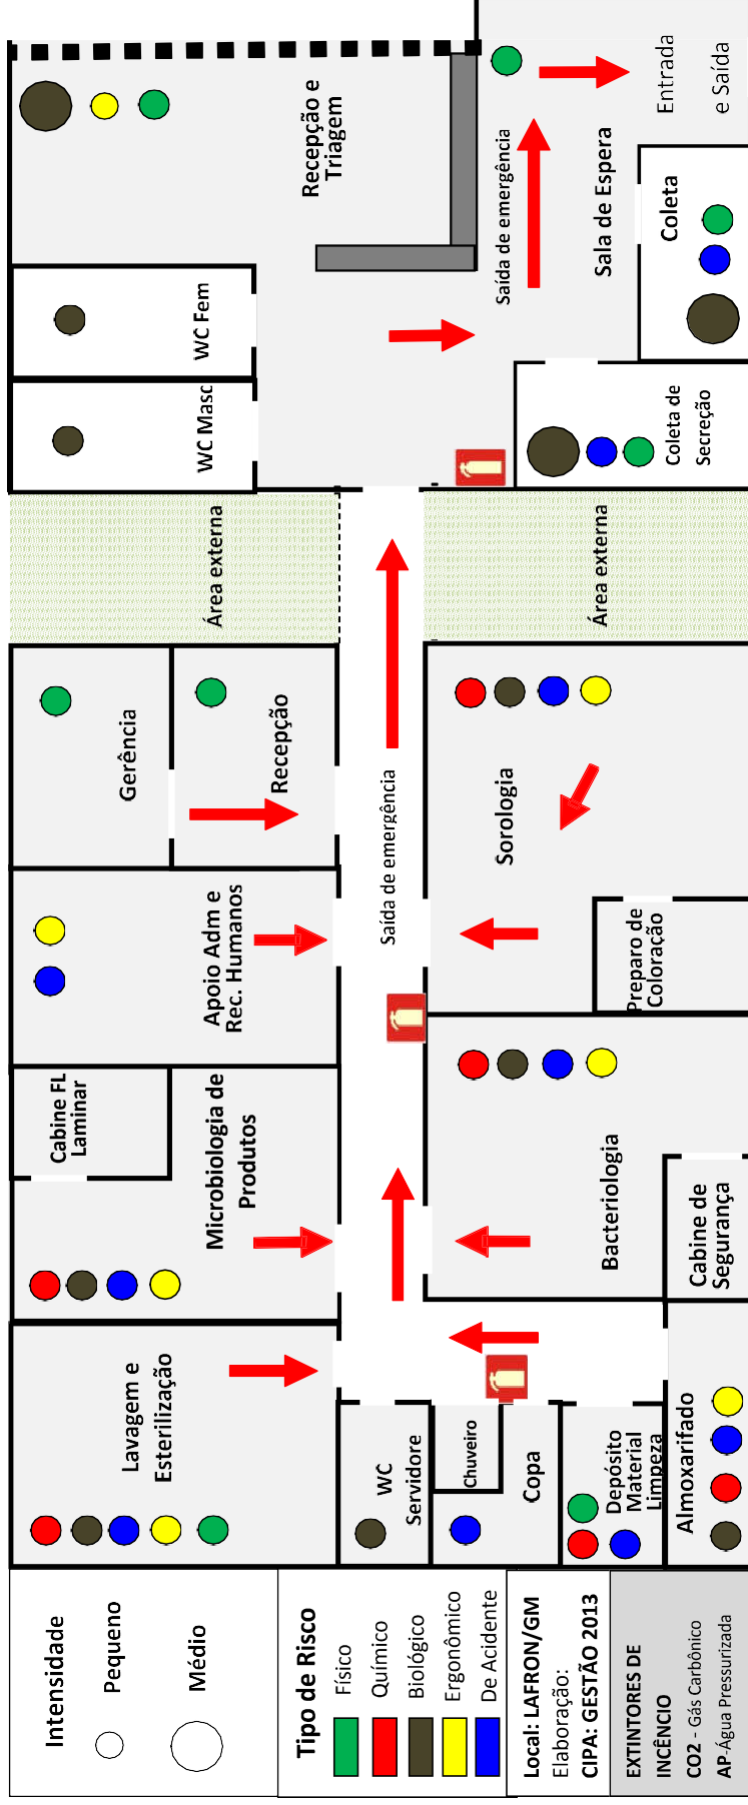 Intensidade
Pequeno
Médio
Tipo de Risco
Físico
Químico
Biológico
Ergonômico
De Acidente
Local: LAFRON/GM
Elaboração:
CIPA: GESTÃO 2013
EXTINTORES DE
INCÊNCIO
CO2 - Gás Carbônico
AP-Água Pressurizada
Lavagem e
Esterilização
Microbiologia de
Produtos
Cabine FL
Laminar
Apoio Adm e
Rec. Humanos
Gerência
Recepção
Área externa
WC Masc
WC Fem
Recepção e
Triagem
WC
Servidore
Chuveiro
Copa
Depósito
Material
Limpeza
Almoxarifado
Saída de emergência
Bacteriologia
Cabine de
Segurança
Sorologia
Preparo de
Coloração
Área externa
Coleta de
Secreção
Coleta
Sala de Espera
Saída de emergência
Entrada
e Saída